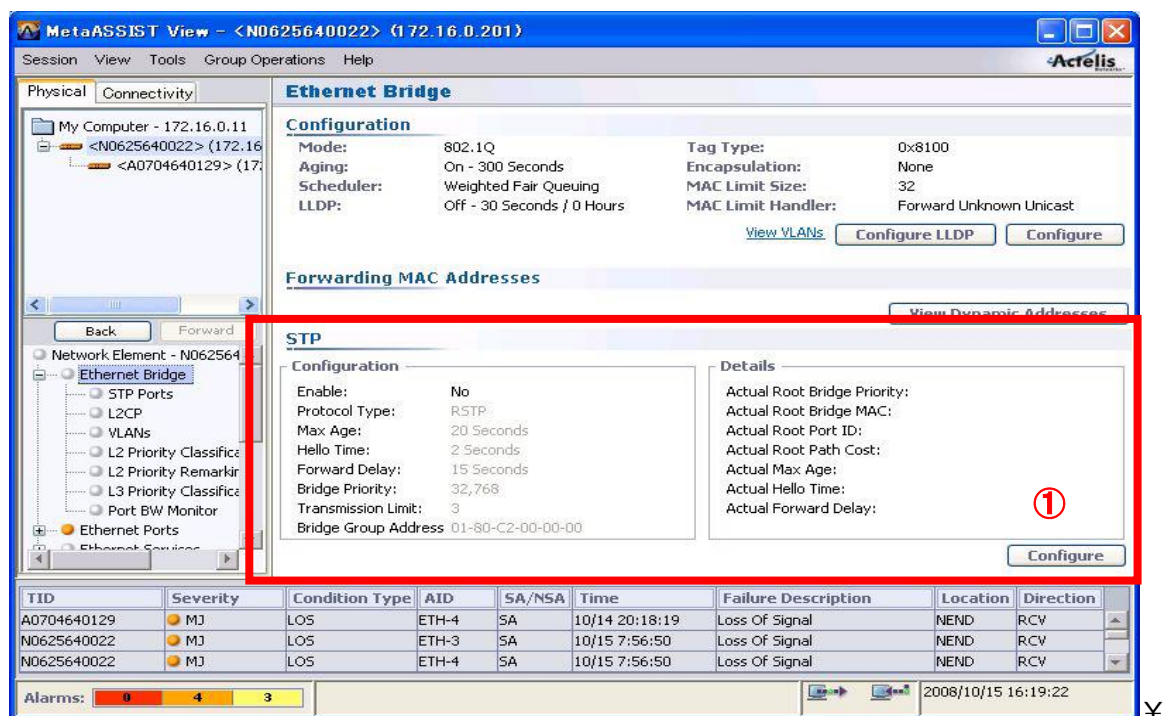 MetaASSIST View - <N0625640022> (172.16.0.201)
Session View Tools Group Operations Help
Actelis
Networks
Physical Connectivity
My Computer - 172.16.0.11
<N0625640022> (172.16
<A0704640129> (17
Back Forward
Network Element - N062564
Ethernet Bridge
STP Ports
L2CP
VLANs
L2 Priority Classifica
L2 Priority Remarkir
L3 Priority Classifica
Port BW Monitor
Ethernet Ports
Ethernet Services
Ethernet Bridge
Configuration
Mode: 802.1Q Tag Type: 0x8100
Aging: On - 300 Seconds Encapsulation: None
Scheduler: Weighted Fair Queuing MAC Limit Size: 32
LLDP: Off - 30 Seconds / 0 Hours MAC Limit Handler: Forward Unknown Unicast
View VLANs Configure LLDP Configure
Forwarding MAC Addresses
View Dynamic Addresses
STP
Configuration
Enable: No
Protocol Type: RSTP
Max Age: 20 Seconds
Hello Time: 2 Seconds
Forward Delay: 15 Seconds
Bridge Priority: 32,768
Transmission Limit: 3
Bridge Group Address 01-80-C2-00-00-00
Details
Actual Root Bridge Priority:
Actual Root Bridge MAC:
Actual Root Port ID:
Actual Root Path Cost:
Actual Max Age:
Actual Hello Time:
Actual Forward Delay:
①
Configure
TID Severity Condition Type AID SA/NSA Time Failure Description Location Direction
A0704640129 MJ LOS ETH-4 SA 10/14 20:18:19 Loss Of Signal NEND RCV
N0625640022 MJ LOS ETH-3 SA 10/15 7:56:50 Loss Of Signal NEND RCV
N0625640022 MJ LOS ETH-4 SA 10/15 7:56:50 Loss Of Signal NEND RCV
Alarms: 0 4 3 2008/10/15 16:19:22
¥